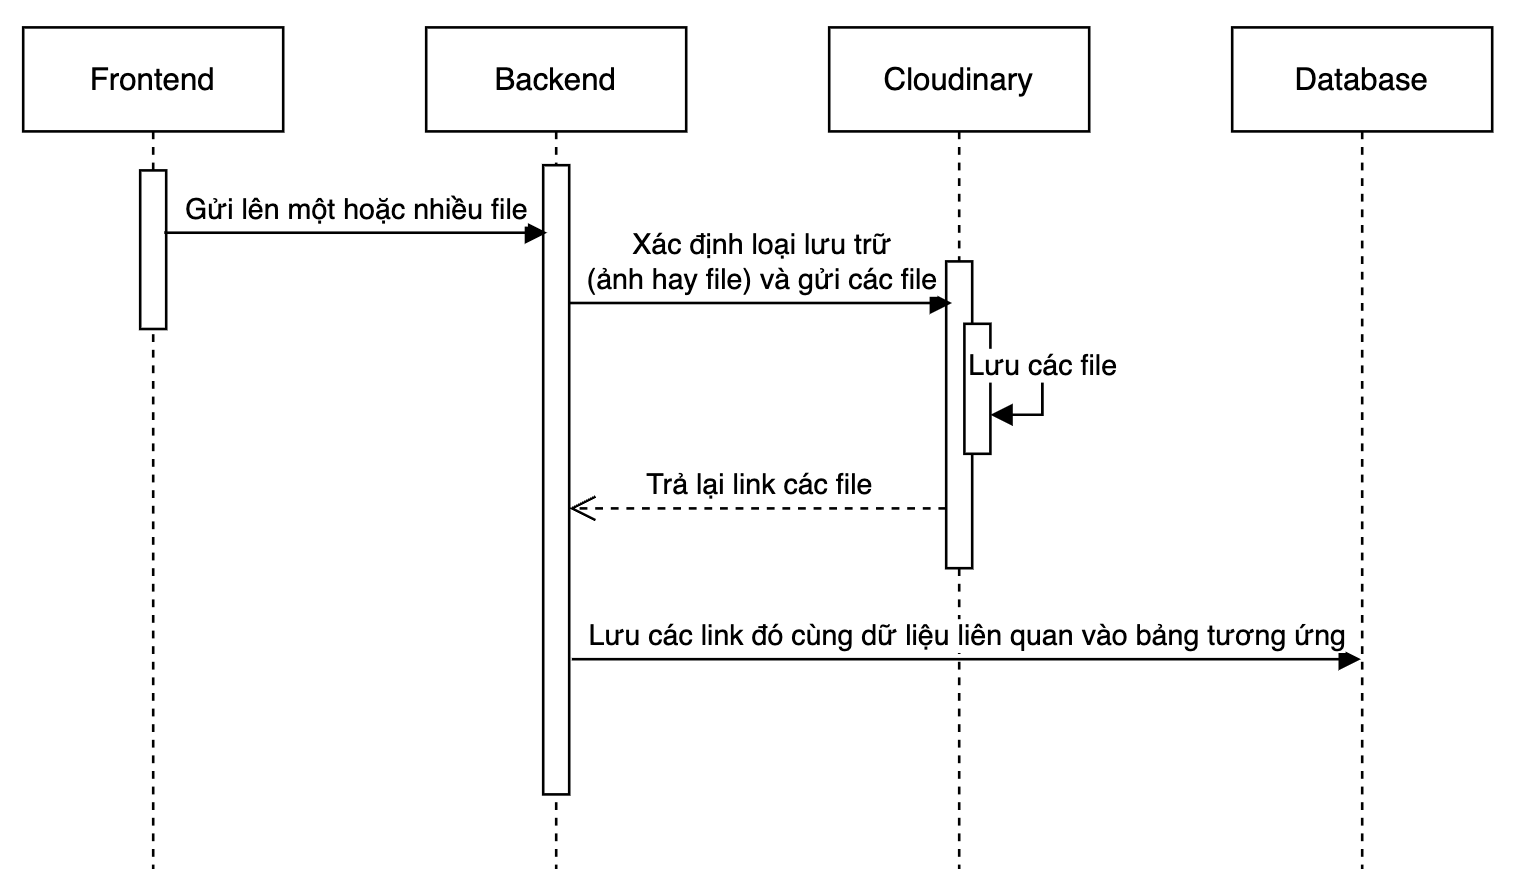 Frontend
Backend
Cloudinary
Database
Gửi lên một hoặc nhiều file
Xác định loại lưu trữ
(ảnh hay file) và gửi các file
Lưu các file
Trả lại link các file
Lưu các link đó cùng dữ liệu liên quan vào bảng tương ứng